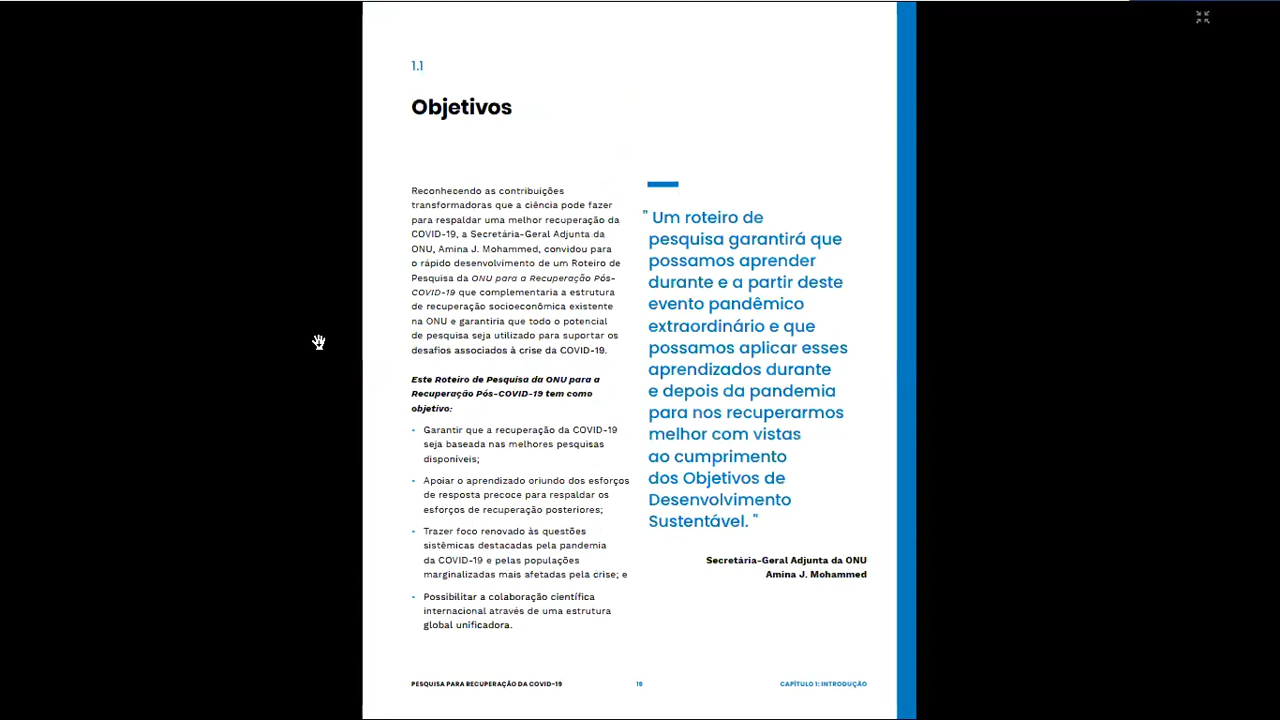 1.1
Objetivos
Reconhecendo as contribuições
transformadoras que a ciência pode fazer
para respaldar uma melhor recuperação da
COVID-19, a Secretária-Geral Adjunta da
ONU, Amina J. Mohammed, convidou para
o rápido desenvolvimento de um Roteiro de
Pesquisa da ONU para a Recuperação Pós-
COVID-19 que complementaria a estrutura
de recuperação socioeconômica existente
na ONU e garantiria que todo o potencial
de pesquisa seja utilizado para suportar os
desafios associados à crise da COVID-19.
Este Roteiro de Pesquisa da ONU para a
Recuperação Pós-COVID-19 tem como
objetivo:
- Garantir que a recuperação da COVID-19
seja baseada nas melhores pesquisas
disponíveis;
- Apoiar o aprendizado oriundo dos esforços
de resposta precoce para respaldar os
esforços de recuperação posteriores;
- Trazer foco renovado às questões
sistêmicas destacadas pela pandemia
da COVID-19 e pelas populações
marginalizadas mais afetadas pela crise; e
- Possibilitar a colaboração científica
internacional através de uma estrutura
global unificadora.
" Um roteiro de
pesquisa garantirá que
possamos aprender
durante e a partir deste
evento pandêmico
extraordinário e que
possamos aplicar esses
aprendizados durante
e depois da pandemia
para nos recuperarmos
melhor com vistas
ao cumprimento
dos Objetivos de
Desenvolvimento
Sustentável. "
Secretária-Geral Adjunta da ONU
Amina J. Mohammed
PESQUISA PARA RECUPERAÇÃO DA COVID-19
CAPÍTULO 1: INTRODUÇÃO